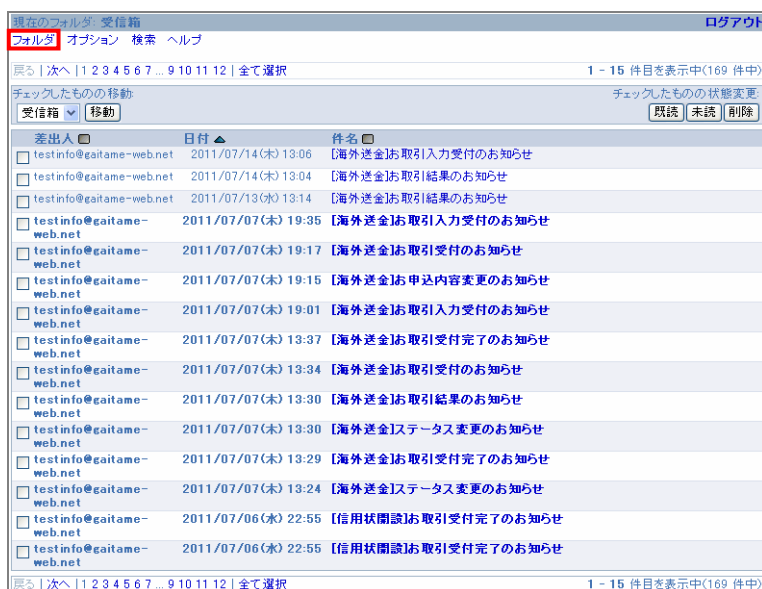 現在のフォルダ: 受信箱 ログアウト
フォルダ オプション 検索 ヘルプ
戻る | 次へ | 1 2 3 4 5 6 7 ... 9 10 11 12 | 全て選択 1 - 15 件目を表示中(169 件中)
チェックしたものの移動: チェックしたものの状態変更:
受信箱 移動 既読 未読 削除
差出人 日付 件名
testinfo@gaitame-web.net 2011/07/14(木) 13:06 [海外送金]お取引入力受付のお知らせ
testinfo@gaitame-web.net 2011/07/14(木) 13:04 [海外送金]お取引結果のお知らせ
testinfo@gaitame-web.net 2011/07/13(水) 13:14 [海外送金]お取引結果のお知らせ
testinfo@gaitame- 2011/07/07(木) 19:35 [海外送金]お取引入力受付のお知らせ
web.net
testinfo@gaitame- 2011/07/07(木) 19:17 [海外送金]お取引受付のお知らせ
web.net
testinfo@gaitame- 2011/07/07(木) 19:15 [海外送金]お申込内容変更のお知らせ
web.net
testinfo@gaitame- 2011/07/07(木) 19:01 [海外送金]お取引入力受付のお知らせ
web.net
testinfo@gaitame- 2011/07/07(木) 13:37 [海外送金]お取引受付完了のお知らせ
web.net
testinfo@gaitame- 2011/07/07(木) 13:34 [海外送金]お取引受付のお知らせ
web.net
testinfo@gaitame- 2011/07/07(木) 13:30 [海外送金]お取引結果のお知らせ
web.net
testinfo@gaitame- 2011/07/07(木) 13:30 [海外送金]ステータス変更のお知らせ
web.net
testinfo@gaitame- 2011/07/07(木) 13:29 [海外送金]お取引受付完了のお知らせ
web.net
testinfo@gaitame- 2011/07/07(木) 13:24 [海外送金]ステータス変更のお知らせ
web.net
testinfo@gaitame- 2011/07/06(水) 22:55 [信用状開設]お取引受付完了のお知らせ
web.net
testinfo@gaitame- 2011/07/06(水) 22:55 [信用状開設]お取引受付完了のお知らせ
web.net
戻る | 次へ | 1 2 3 4 5 6 7 ... 9 10 11 12 | 全て選択 1 - 15 件目を表示中(169 件中)